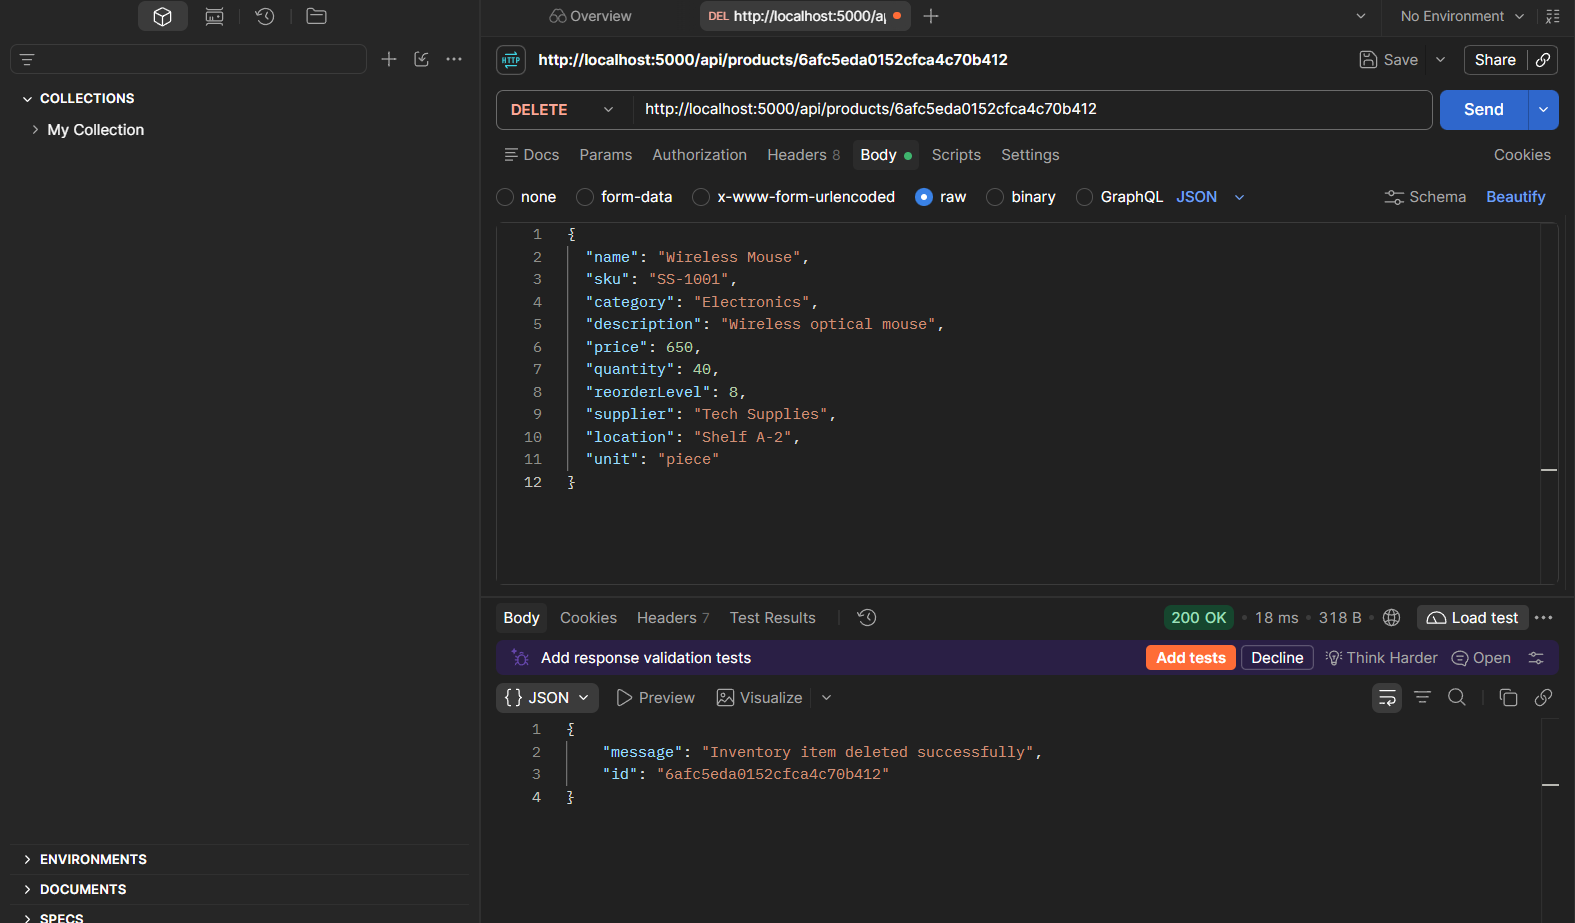 Overview
DEL http://localhost:5000/ap
No Environment
HTTP
http://localhost:5000/api/products/6afc5eda0152cfca4c70b412
Save
Share
COLLECTIONS
My Collection
DELETE
http://localhost:5000/api/products/6afc5eda0152cfca4c70b412
Send
Docs
Params
Authorization
Headers 8
Body
Scripts
Settings
Cookies
none
form-data
x-www-form-urlencoded
raw
binary
GraphQL
JSON
Schema
Beautify
1 {
2 "name": "Wireless Mouse",
3 "sku": "SS-1001",
4 "category": "Electronics",
5 "description": "Wireless optical mouse",
6 "price": 650,
7 "quantity": 40,
8 "reorderLevel": 8,
9 "supplier": "Tech Supplies",
10 "location": "Shelf A-2",
11 "unit": "piece"
12 }
Body
Cookies
Headers 7
Test Results
200 OK
18 ms
318 B
Load test
Add response validation tests
Add tests
Decline
Think Harder
Open
{} JSON
Preview
Visualize
1 {
2 "message": "Inventory item deleted successfully",
3 "id": "6afc5eda0152cfca4c70b412"
4 }
ENVIRONMENTS
DOCUMENTS
SPECS